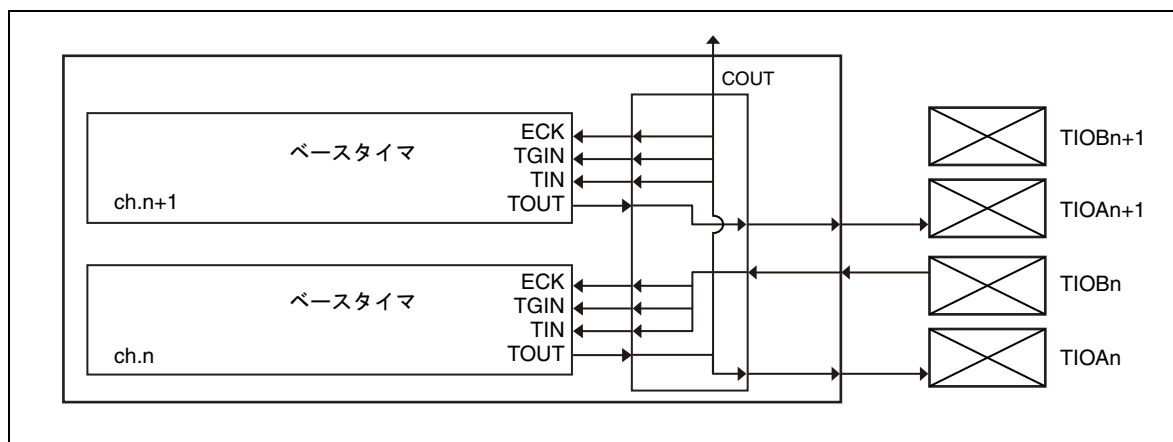 COUT
ECK
ベースタイマ
TGIN
TIN
ch.n+1
TOUT
ECK
ベースタイマ
TGIN
TIN
ch.n
TOUT
TIOBn+1
TIOAn+1
TIOBn
TIOAn